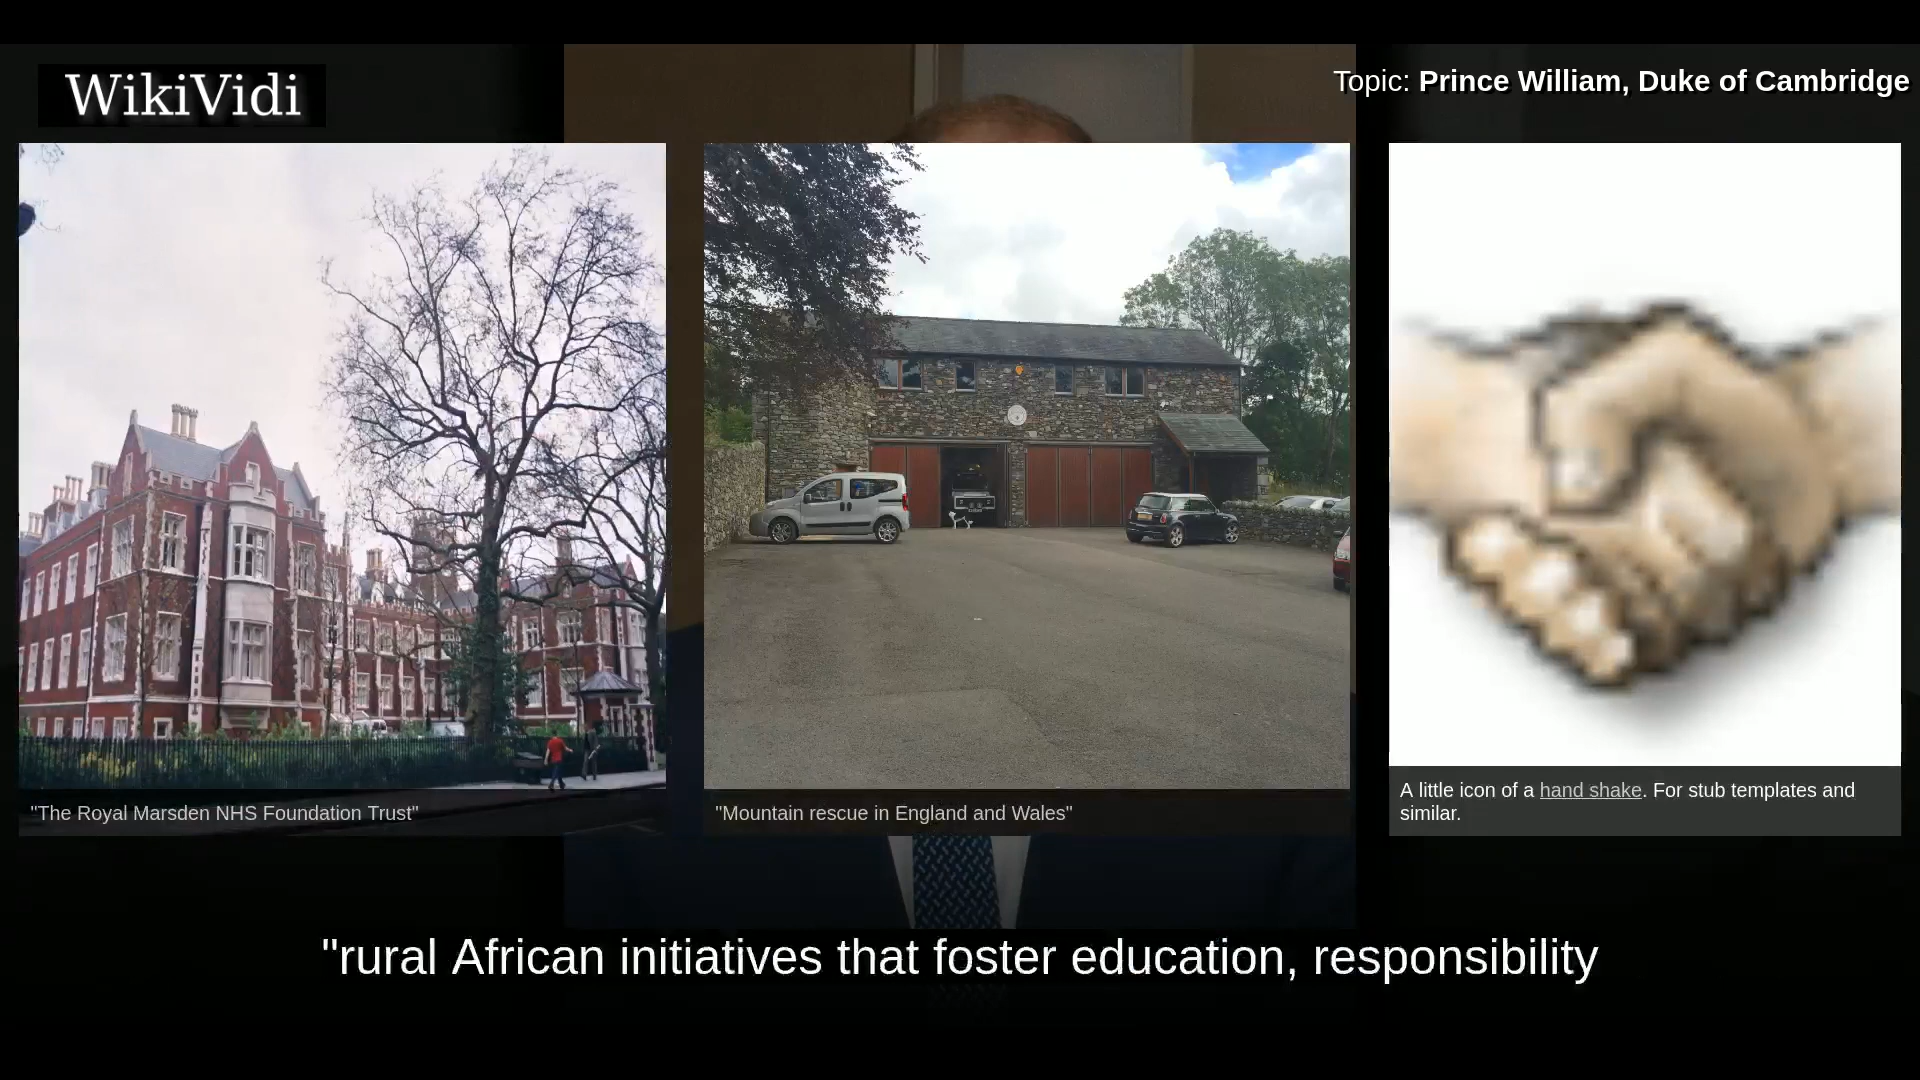 WikiVidi
Topic: Prince William, Duke of Cambridge
"The Royal Marsden NHS Foundation Trust"
"Mountain rescue in England and Wales"
A little icon of a hand shake. For stub templates and
similar.
"rural African initiatives that foster education, responsibility